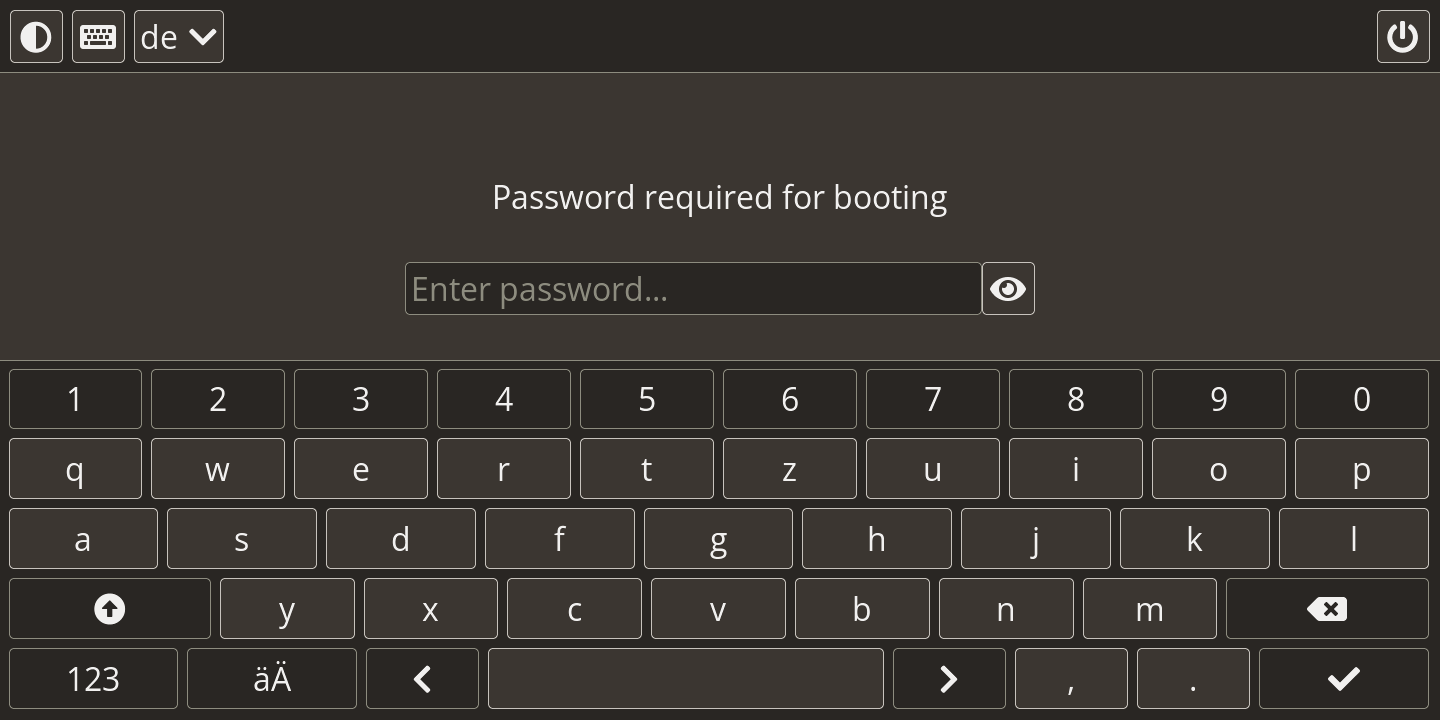 de
Password required for booting
Enter password...
1 2 3 4 5 6 7 8 9 0
q w e r t z u i o p
a s d f g h j k l
y x c v b n m
123 äÄ , .